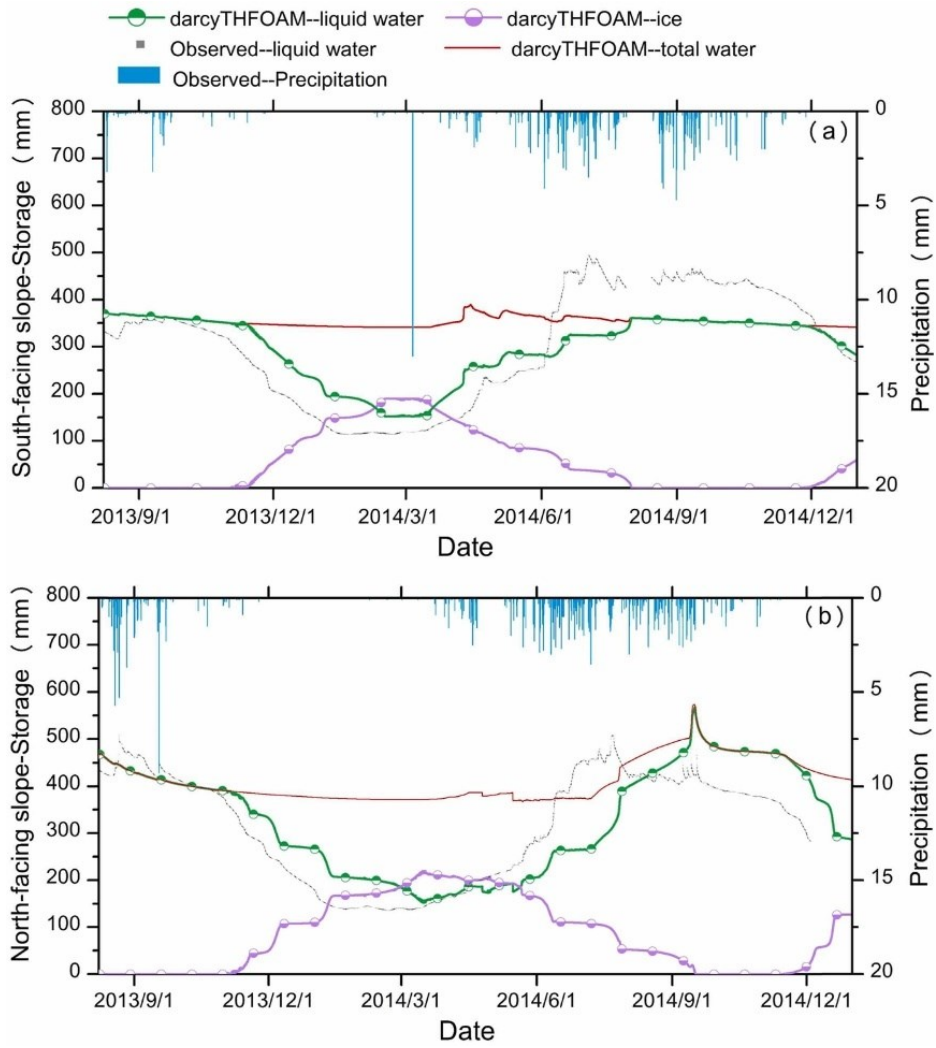 darcyTHFOAM--liquid water darcyTHFOAM--ice
Observed--liquid water darcyTHFOAM--total water
Observed--Precipitation
(a)
South-facing slope-Storage (mm)
800
700
600
500
400
300
200
100
0
0
5
10
15
20
Precipitation (mm)
2013/9/1 2013/12/1 2014/3/1 2014/6/1 2014/9/1 2014/12/1
Date
(b)
North-facing slope-Storage (mm)
800
700
600
500
400
300
200
100
0
0
5
10
15
20
Precipitation (mm)
2013/9/1 2013/12/1 2014/3/1 2014/6/1 2014/9/1 2014/12/1
Date